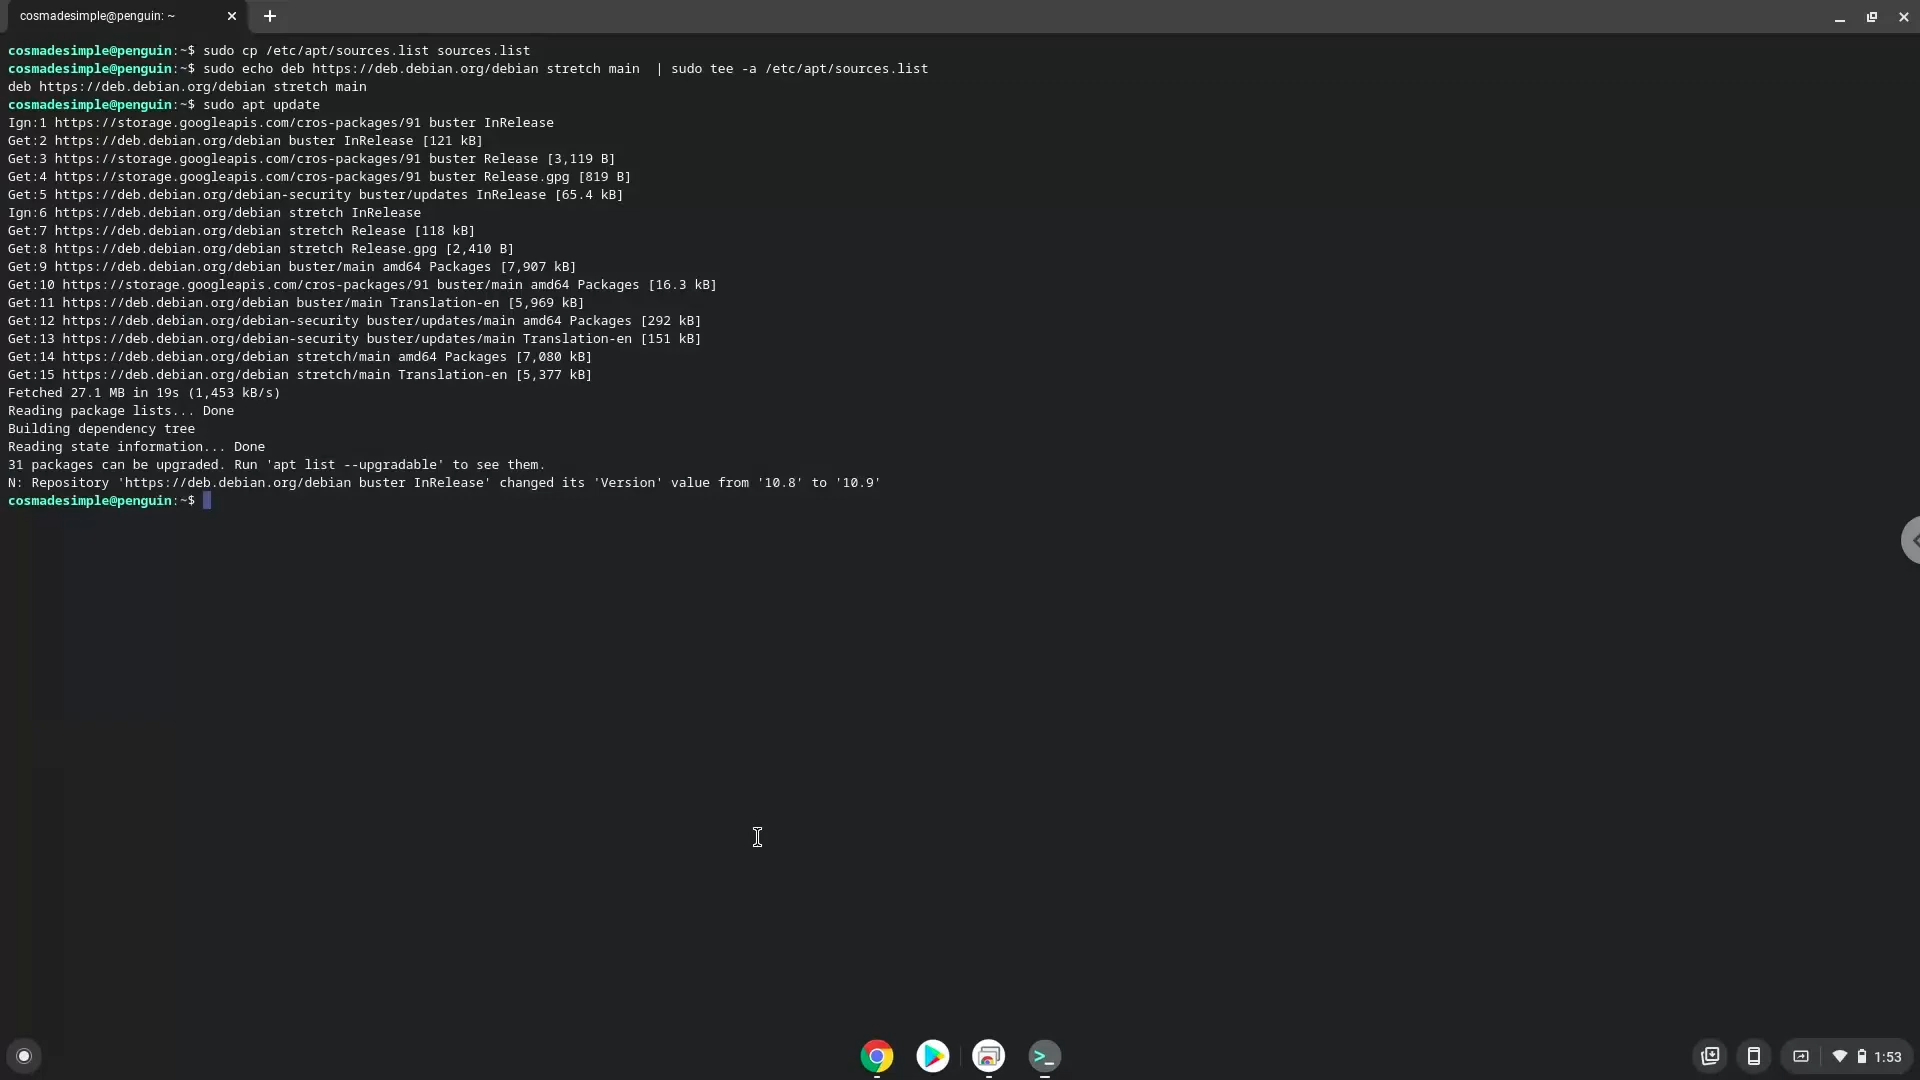 cosmadesimple@penguin: ~
cosmadesimple@penguin:~$ sudo cp /etc/apt/sources.list sources.list
cosmadesimple@penguin:~$ sudo echo deb https://deb.debian.org/debian stretch main  | sudo tee -a /etc/apt/sources.list
deb https://deb.debian.org/debian stretch main
cosmadesimple@penguin:~$ sudo apt update
Ign:1 https://storage.googleapis.com/cros-packages/91 buster InRelease
Get:2 https://deb.debian.org/debian buster InRelease [121 kB]
Get:3 https://storage.googleapis.com/cros-packages/91 buster Release [3,119 B]
Get:4 https://storage.googleapis.com/cros-packages/91 buster Release.gpg [819 B]
Get:5 https://deb.debian.org/debian-security buster/updates InRelease [65.4 kB]
Ign:6 https://deb.debian.org/debian stretch InRelease
Get:7 https://deb.debian.org/debian stretch Release [118 kB]
Get:8 https://deb.debian.org/debian stretch Release.gpg [2,410 B]
Get:9 https://deb.debian.org/debian buster/main amd64 Packages [7,907 kB]
Get:10 https://storage.googleapis.com/cros-packages/91 buster/main amd64 Packages [16.3 kB]
Get:11 https://deb.debian.org/debian buster/main Translation-en [5,969 kB]
Get:12 https://deb.debian.org/debian-security buster/updates/main amd64 Packages [292 kB]
Get:13 https://deb.debian.org/debian-security buster/updates/main Translation-en [151 kB]
Get:14 https://deb.debian.org/debian stretch/main amd64 Packages [7,080 kB]
Get:15 https://deb.debian.org/debian stretch/main Translation-en [5,377 kB]
Fetched 27.1 MB in 19s (1,453 kB/s)
Reading package lists... Done
Building dependency tree
Reading state information... Done
31 packages can be upgraded. Run 'apt list --upgradable' to see them.
N: Repository 'https://deb.debian.org/debian buster InRelease' changed its 'Version' value from '10.8' to '10.9'
cosmadesimple@penguin:~$
1:53